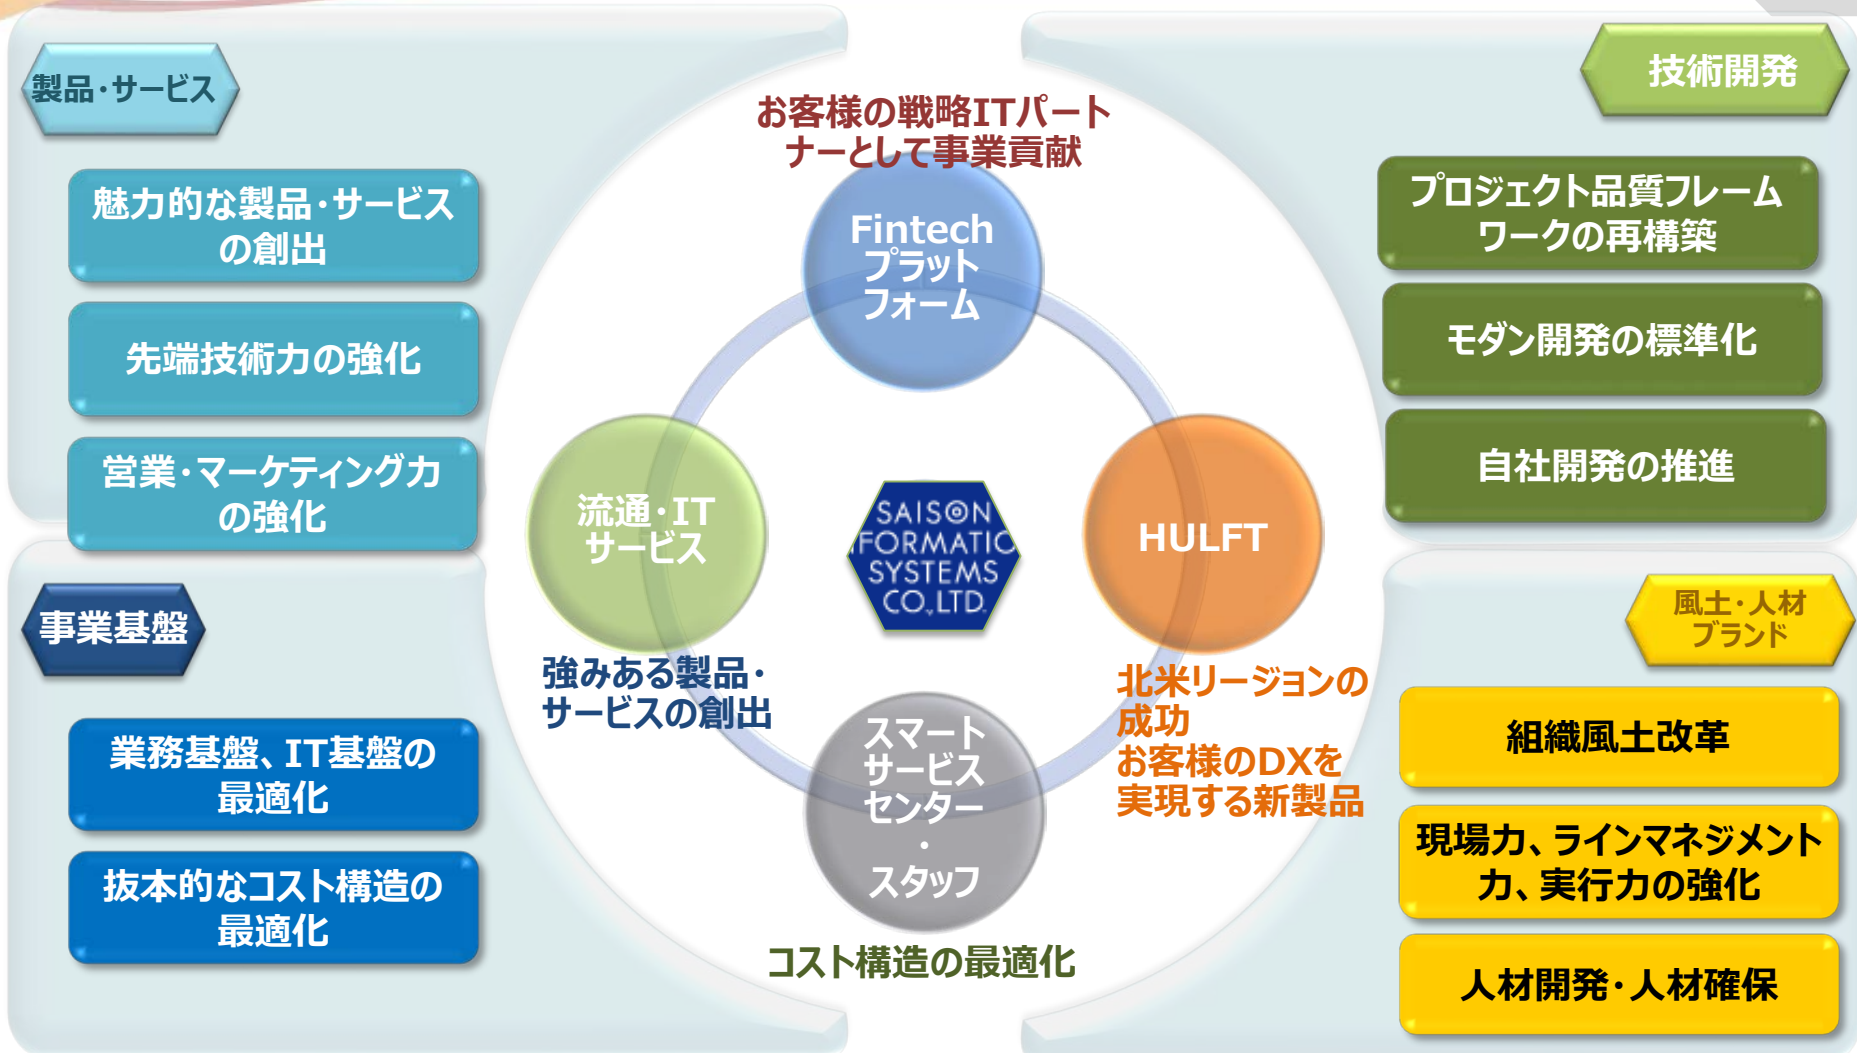 製品・サービス
魅力的な製品・サービス
の創出
先端技術力の強化
営業・マーケティング力
の強化
事業基盤
業務基盤、IT基盤の
最適化
抜本的なコスト構造の
最適化
お客様の戦略ITパート
ナーとして事業貢献
Fintech
プラット
フォーム
流通・IT
サービス
強みある製品・
サービスの創出
SAISON
FORMATIC
SYSTEMS
CO.,LTD.
HULFT
北米リージョンの
成功
お客様のDXを
実現する新製品
スマート
サービス
センター
・
スタッフ
コスト構造の最適化
技術開発
プロジェクト品質フレーム
ワークの再構築
モダン開発の標準化
自社開発の推進
風土・人材
ブランド
組織風土改革
現場力、ラインマネジメント
力、実行力の強化
人材開発・人材確保